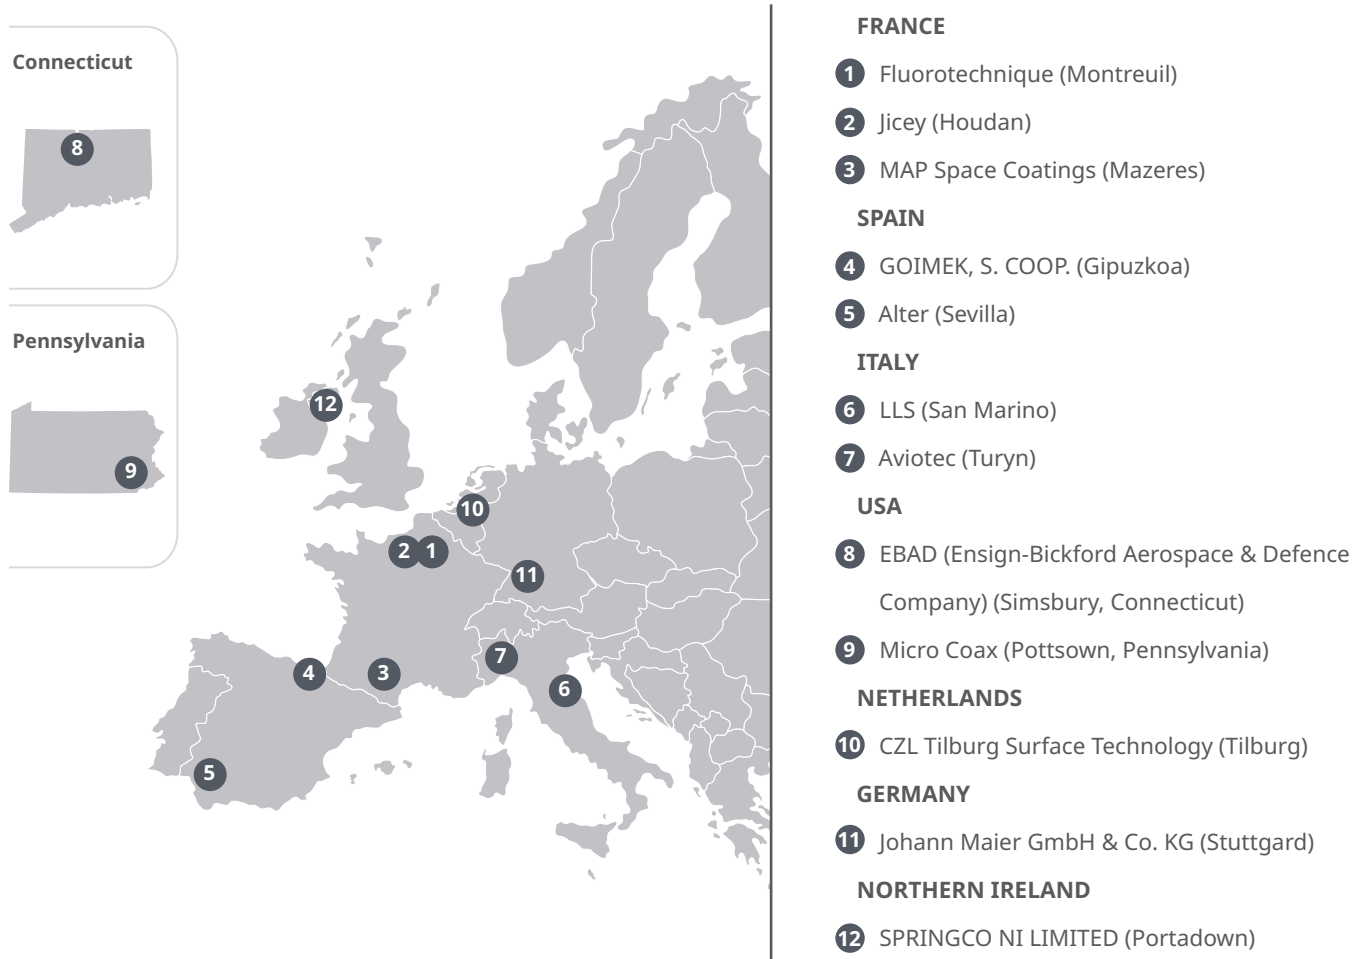 Connecticut
8
Pennsylvania
9
12
10
2 1
11
7
4 3
6
5
FRANCE
1 Fluorotechnique (Montreuil)
2 Jicey (Houdan)
3 MAP Space Coatings (Mazeres)
SPAIN
4 GOIMEK, S. COOP. (Gipuzkoa)
5 Alter (Sevilla)
ITALY
6 LLS (San Marino)
7 Aviotec (Turyn)
USA
8 EBAD (Ensign-Bickford Aerospace & Defence
Company) (Simsbury, Connecticut)
9 Micro Coax (Pottsown, Pennsylvania)
NETHERLANDS
10 CZL Tilburg Surface Technology (Tilburg)
GERMANY
11 Johann Maier GmbH & Co. KG (Stuttgard)
NORTHERN IRELAND
12 SPRINGCO NI LIMITED (Portadown)